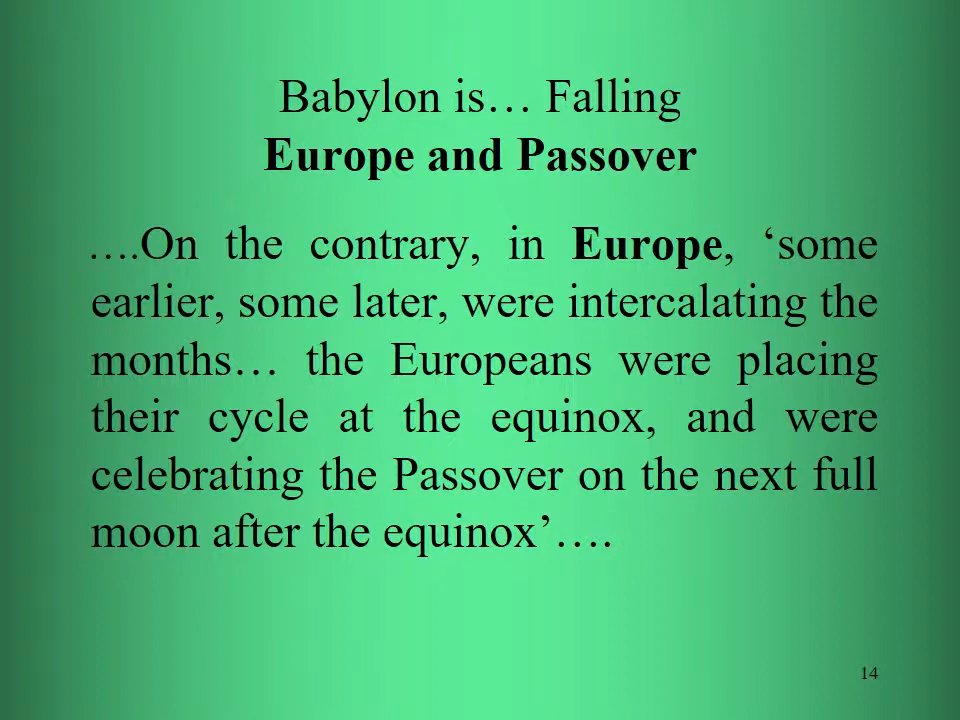 Babylon is… Falling
Europe and Passover
….On the contrary, in Europe, ‘some
earlier, some later, were intercalating the
months… the Europeans were placing
their cycle at the equinox, and were
celebrating the Passover on the next full
moon after the equinox’….
14